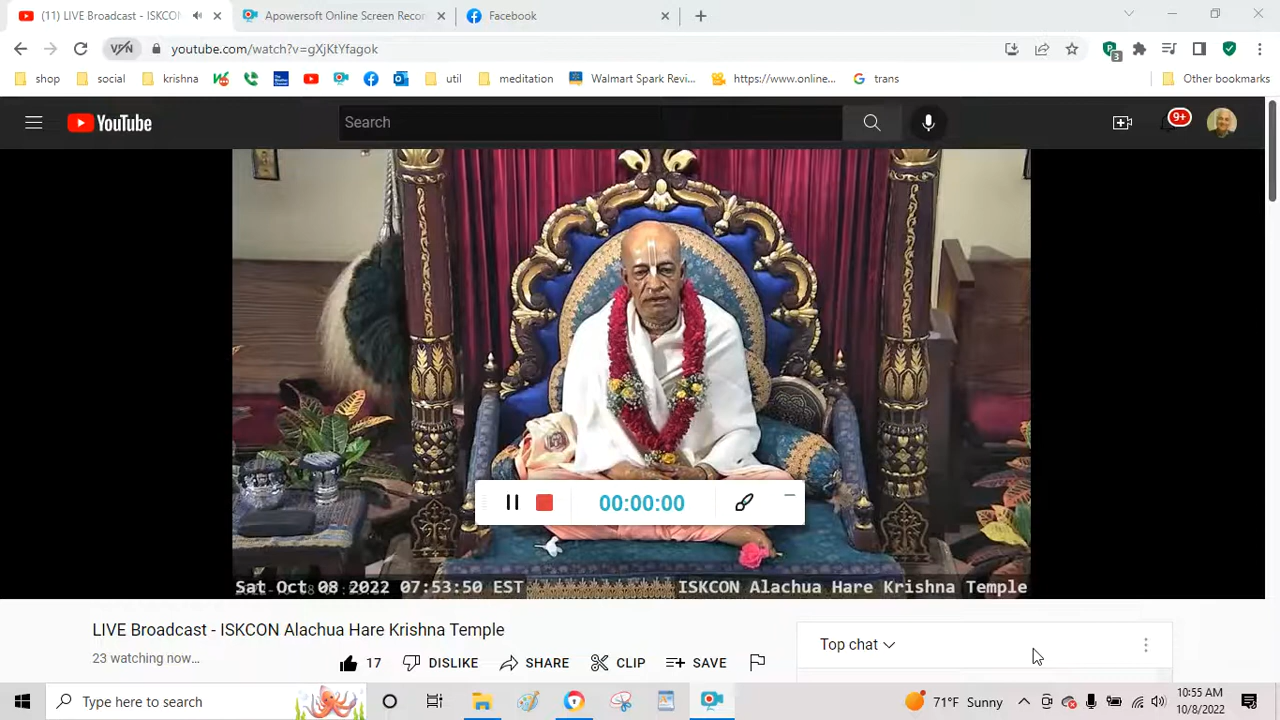 (11) LIVE Broadcast - ISKCON
Apowersoft Online Screen Recor
Facebook
VPN
youtube.com/watch?v=gXjKtYfagok
3
shop
social
krishna
util
meditation
Walmart Spark Revi...
https://www.online...
trans
Other bookmarks
YouTube
Search
9+
00:00:00
Sat Oct 08 2022 07:53:50 EST
ISKCON Alachua Hare Krishna Temple
LIVE Broadcast - ISKCON Alachua Hare Krishna Temple
23 watching now...
17
DISLIKE
SHARE
CLIP
SAVE
Top chat
Type here to search
71°F Sunny
10:55 AM
10/8/2022